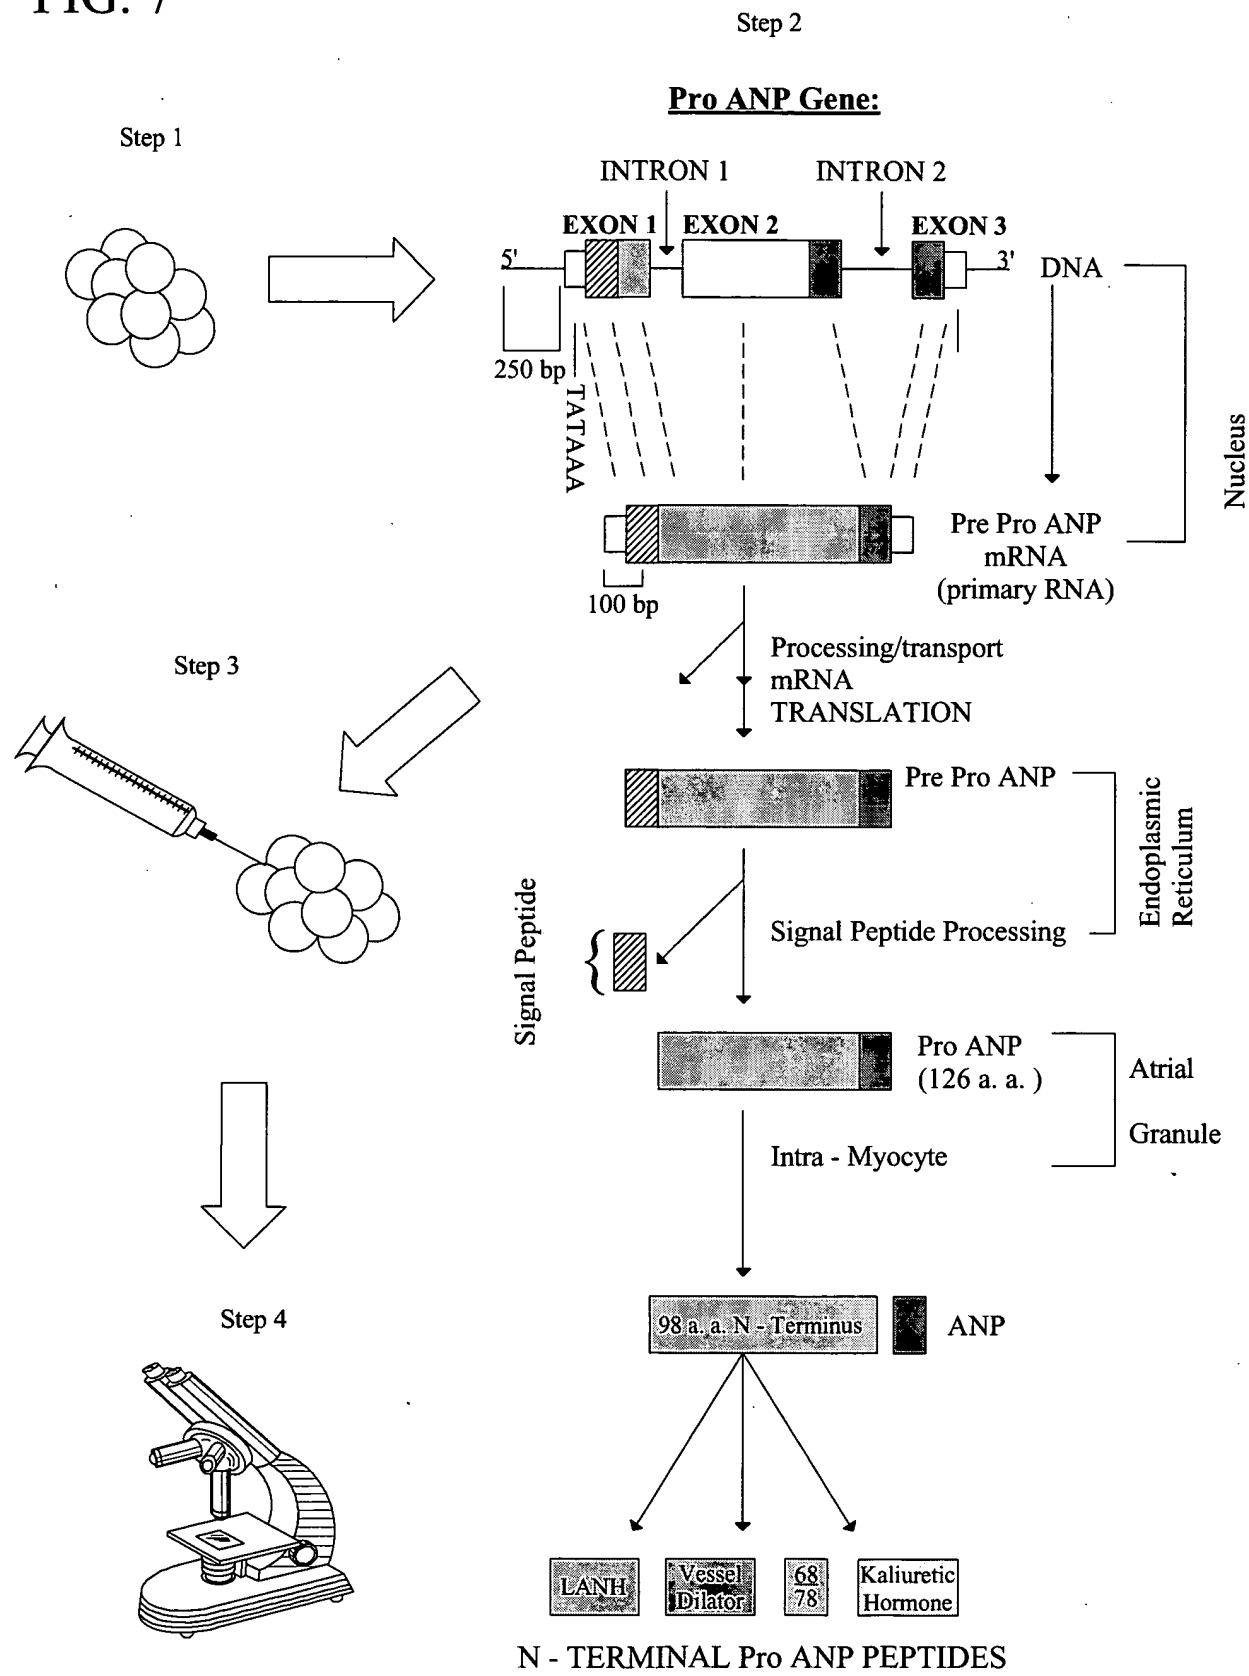 FIG. 7
Step 2
Pro ANP Gene:
Step 1
INTRON 1
INTRON 2
EXON 1
EXON 2
EXON 3
5'
3'
DNA
250 bp
TATAAA
Nucleus
Pre Pro ANP
mRNA
(primary RNA)
100 bp
Processing/transport
mRNA
TRANSLATION
Step 3
Pre Pro ANP
Endoplasmic
Reticulum
Signal Peptide
Signal Peptide Processing
Pro ANP
(126 a. a. )
Atrial
Granule
Intra - Myocyte
Step 4
98 a. a. N - Terminus
ANP
LANH
Vessel
Dilator
68
78
Kaliuretic
Hormone
N - TERMINAL Pro ANP PEPTIDES